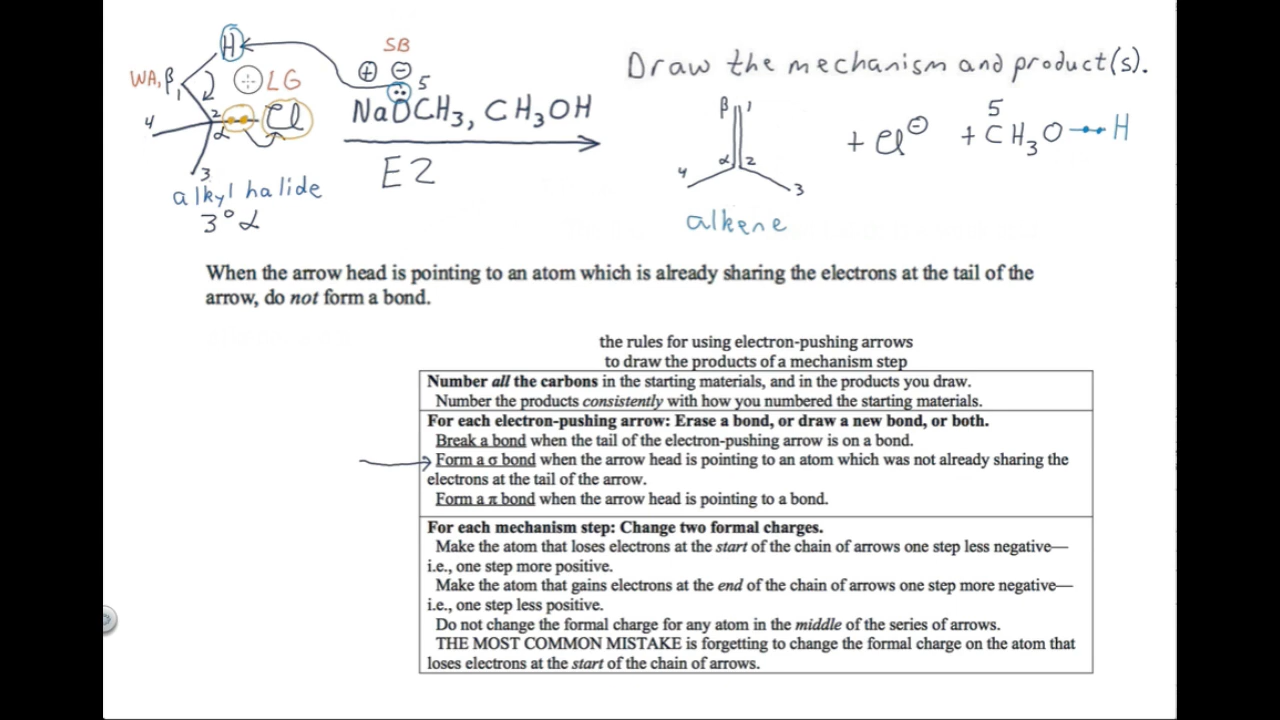 H
SB
⊕ ⊖
WA, β 1 ⊕ LG
5
Draw the mechanism and product(s).
4 2 α Cl
3
NaOCH₃, CH₃OH
E2
alkyl halide
3° α
β 1
α 2
4 3
alkene
+ Cl⊖ + 5 CH₃O H
When the arrow head is pointing to an atom which is already sharing the electrons at the tail of the
arrow, do not form a bond.
the rules for using electron-pushing arrows
to draw the products of a mechanism step
Number all the carbons in the starting materials, and in the products you draw.
Number the products consistently with how you numbered the starting materials.
For each electron-pushing arrow: Erase a bond, or draw a new bond, or both.
Break a bond when the tail of the electron-pushing arrow is on a bond.
Form a σ bond when the arrow head is pointing to an atom which was not already sharing the
electrons at the tail of the arrow.
Form a π bond when the arrow head is pointing to a bond.
For each mechanism step: Change two formal charges.
Make the atom that loses electrons at the start of the chain of arrows one step less negative—
i.e., one step more positive.
Make the atom that gains electrons at the end of the chain of arrows one step more negative—
i.e., one step less positive.
Do not change the formal charge for any atom in the middle of the series of arrows.
THE MOST COMMON MISTAKE is forgetting to change the formal charge on the atom that
loses electrons at the start of the chain of arrows.